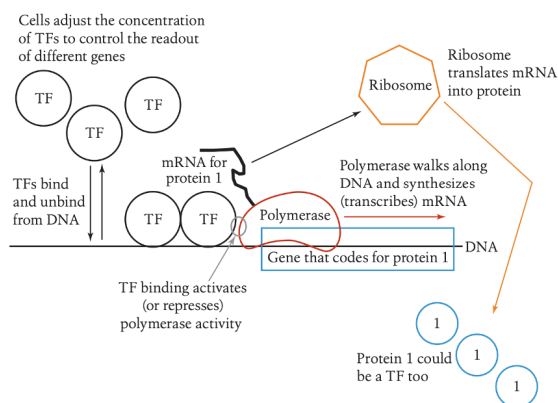 Cells adjust the concentration
of TFs to control the readout
of different genes
TF
TF
TF
Ribosome
Ribosome
translates mRNA
into protein
mRNA for
protein 1
TFs bind
and unbind
from DNA
TF
TF
Polymerase
Polymerase walks along
DNA and synthesizes
(transcribes) mRNA
DNA
Gene that codes for protein 1
TF binding activates
(or represses)
polymerase activity
1
1
1
Protein 1 could
be a TF too